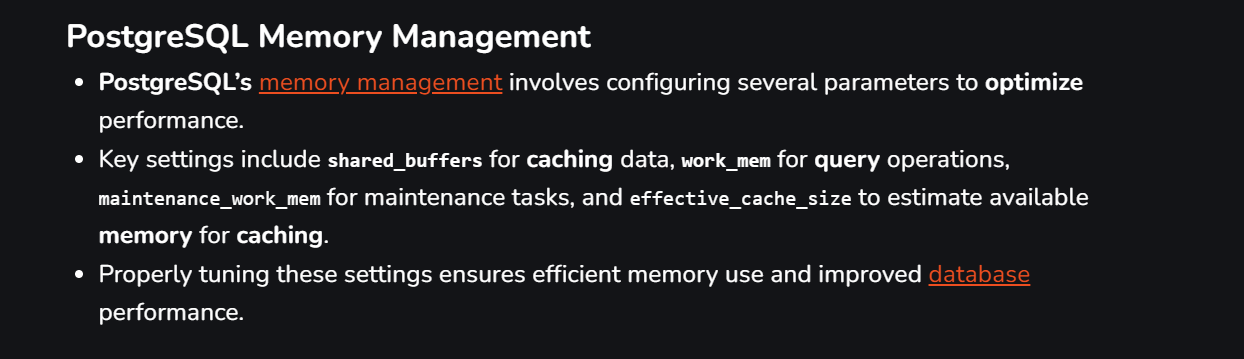 PostgreSQL Memory Management
• PostgreSQL’s memory management involves configuring several parameters to optimize
performance.
• Key settings include shared_buffers for caching data, work_mem for query operations,
maintenance_work_mem for maintenance tasks, and effective_cache_size to estimate available
memory for caching.
• Properly tuning these settings ensures efficient memory use and improved database
performance.